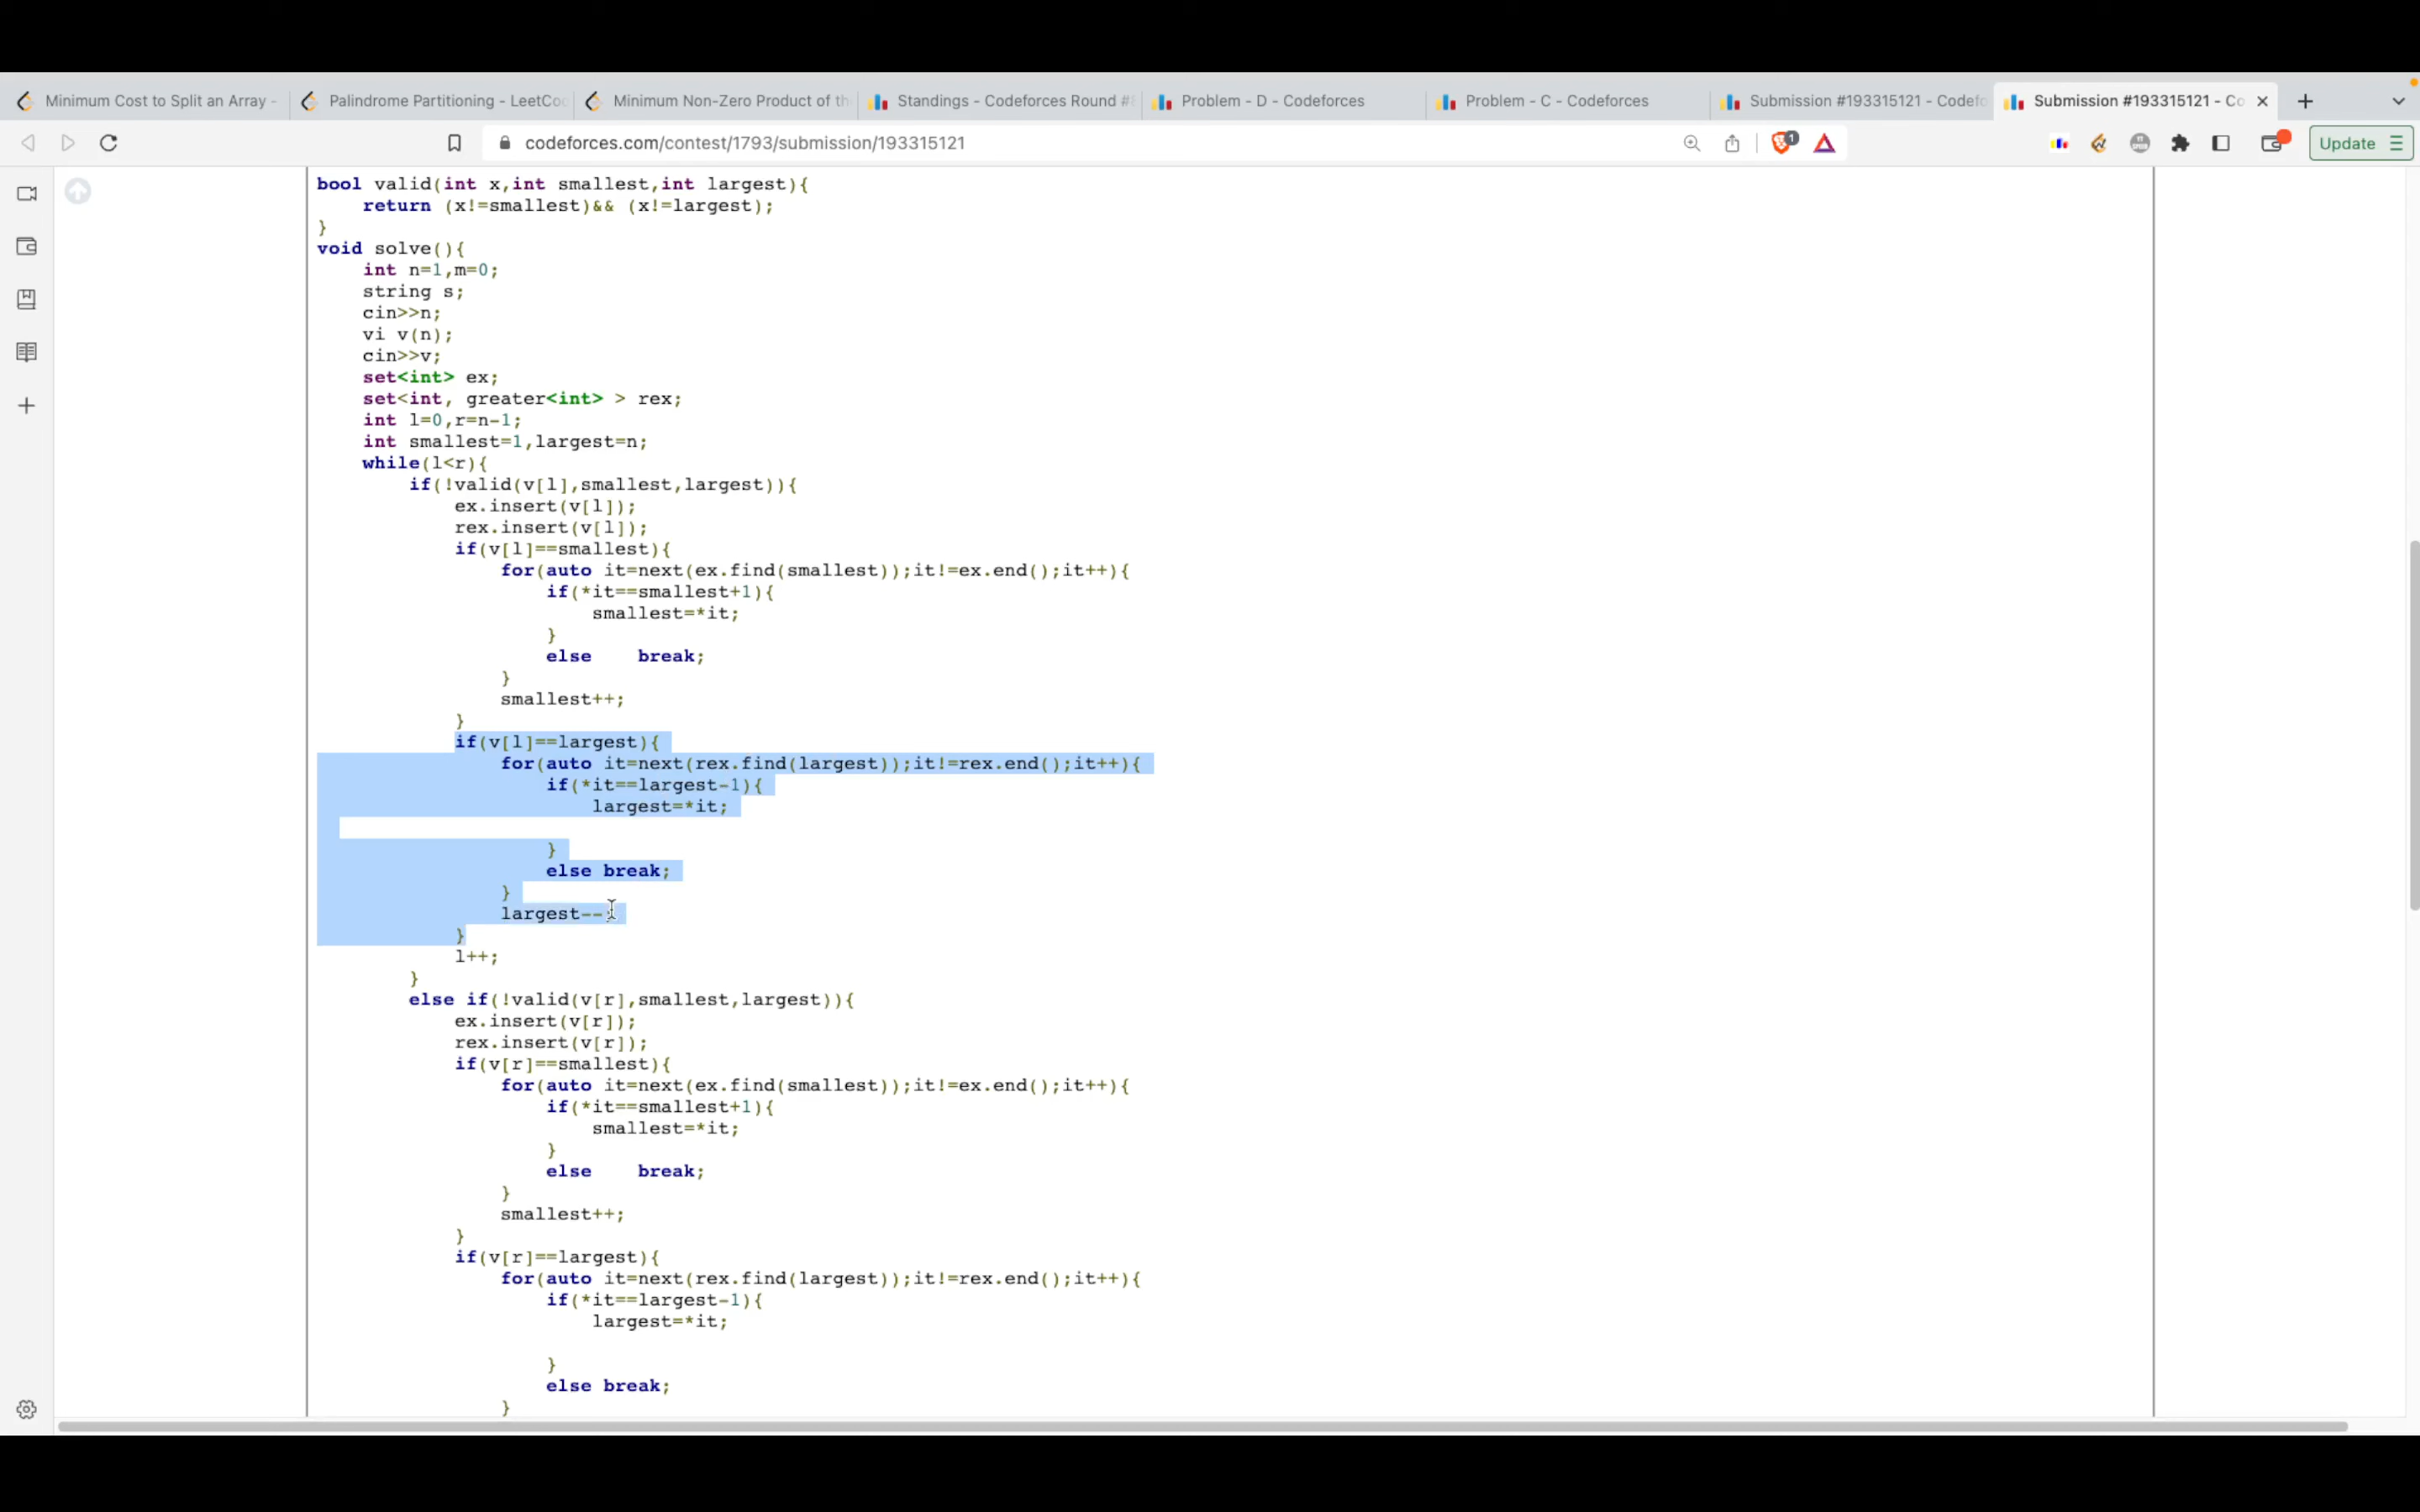 Minimum Cost to Split an Array -
Palindrome Partitioning - LeetCo
Minimum Non-Zero Product of th
Standings - Codeforces Round #
Problem - D - Codeforces
Problem - C - Codeforces
Submission #193315121 - Codefo
Submission #193315121 - Co
codeforces.com/contest/1793/submission/193315121
1
Update
bool valid(int x,int smallest,int largest){
return (x!=smallest)&& (x!=largest);
}
void solve(){
int n=1,m=0;
string s;
cin>>n;
vi v(n);
cin>>v;
set<int> ex;
set<int, greater<int> > rex;
int l=0,r=n-1;
int smallest=1,largest=n;
while(l<r){
if(!valid(v[l],smallest,largest)){
ex.insert(v[l]);
rex.insert(v[l]);
if(v[l]==smallest){
for(auto it=next(ex.find(smallest));it!=ex.end();it++){
if(*it==smallest+1){
smallest=*it;
}
else    break;
}
smallest++;
}
if(v[l]==largest){
for(auto it=next(rex.find(largest));it!=rex.end();it++){
if(*it==largest-1){
largest=*it;
}
else break;
}
largest--
}
l++;
}
else if(!valid(v[r],smallest,largest)){
ex.insert(v[r]);
rex.insert(v[r]);
if(v[r]==smallest){
for(auto it=next(ex.find(smallest));it!=ex.end();it++){
if(*it==smallest+1){
smallest=*it;
}
else    break;
}
smallest++;
}
if(v[r]==largest){
for(auto it=next(rex.find(largest));it!=rex.end();it++){
if(*it==largest-1){
largest=*it;
}
else break;
}